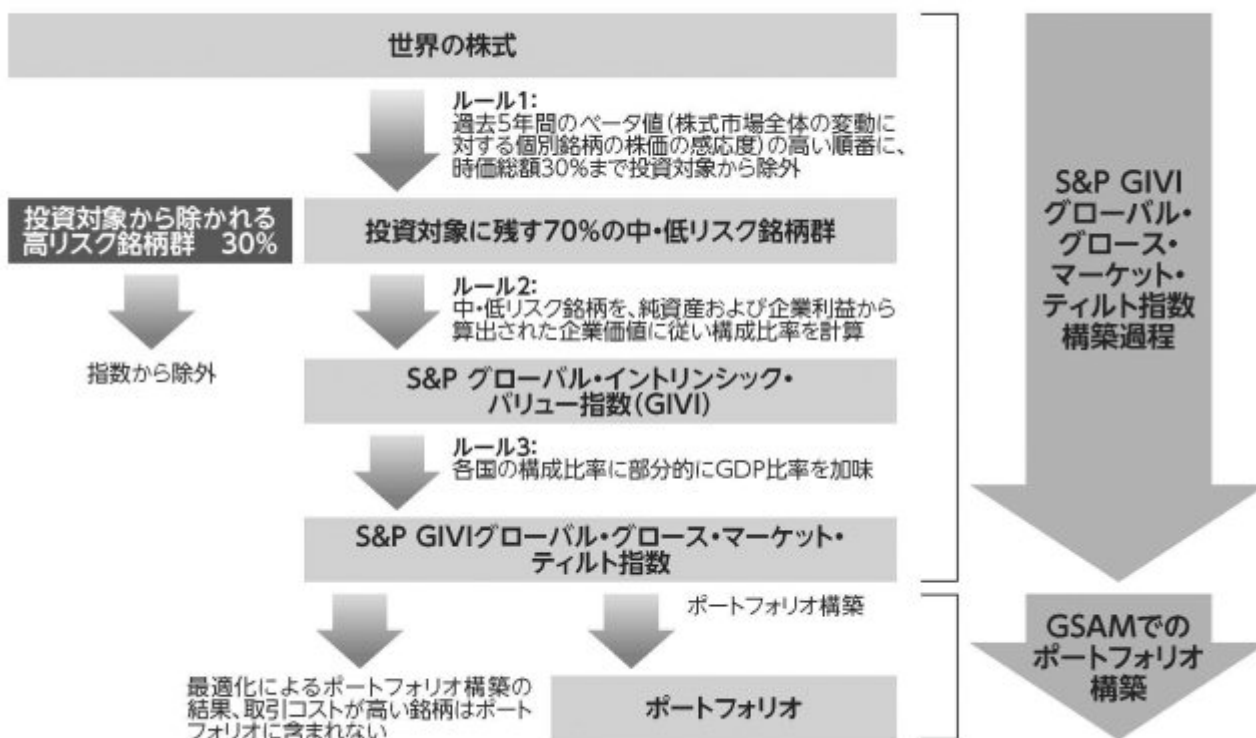 世界の株式
ルール1:
過去5年間のベータ値(株式市場全体の変動に
対する個別銘柄の株価の感応度)の高い順番に、
時価総額30%まで投資対象から除外
投資対象から除かれる
高リスク銘柄群 30%
投資対象に残す70%の中・低リスク銘柄群
ルール2:
中・低リスク銘柄を、純資産および企業利益から
算出された企業価値に従い構成比率を計算
指数から除外
S&P グローバル・イントリンシック・
バリュー指数(GIVI)
ルール3:
各国の構成比率に部分的にGDP比率を加味
S&P GIVIグローバル・グロース・マーケット・
ティルト指数
ポートフォリオ構築
最適化によるポートフォリオ構築の
結果、取引コストが高い銘柄はポート
フォリオに含まれない
ポートフォリオ
S&P GIVI
グローバル・
グロース・
マーケット・
ティルト指数
構築過程
GSAMでの
ポートフォリオ
構築